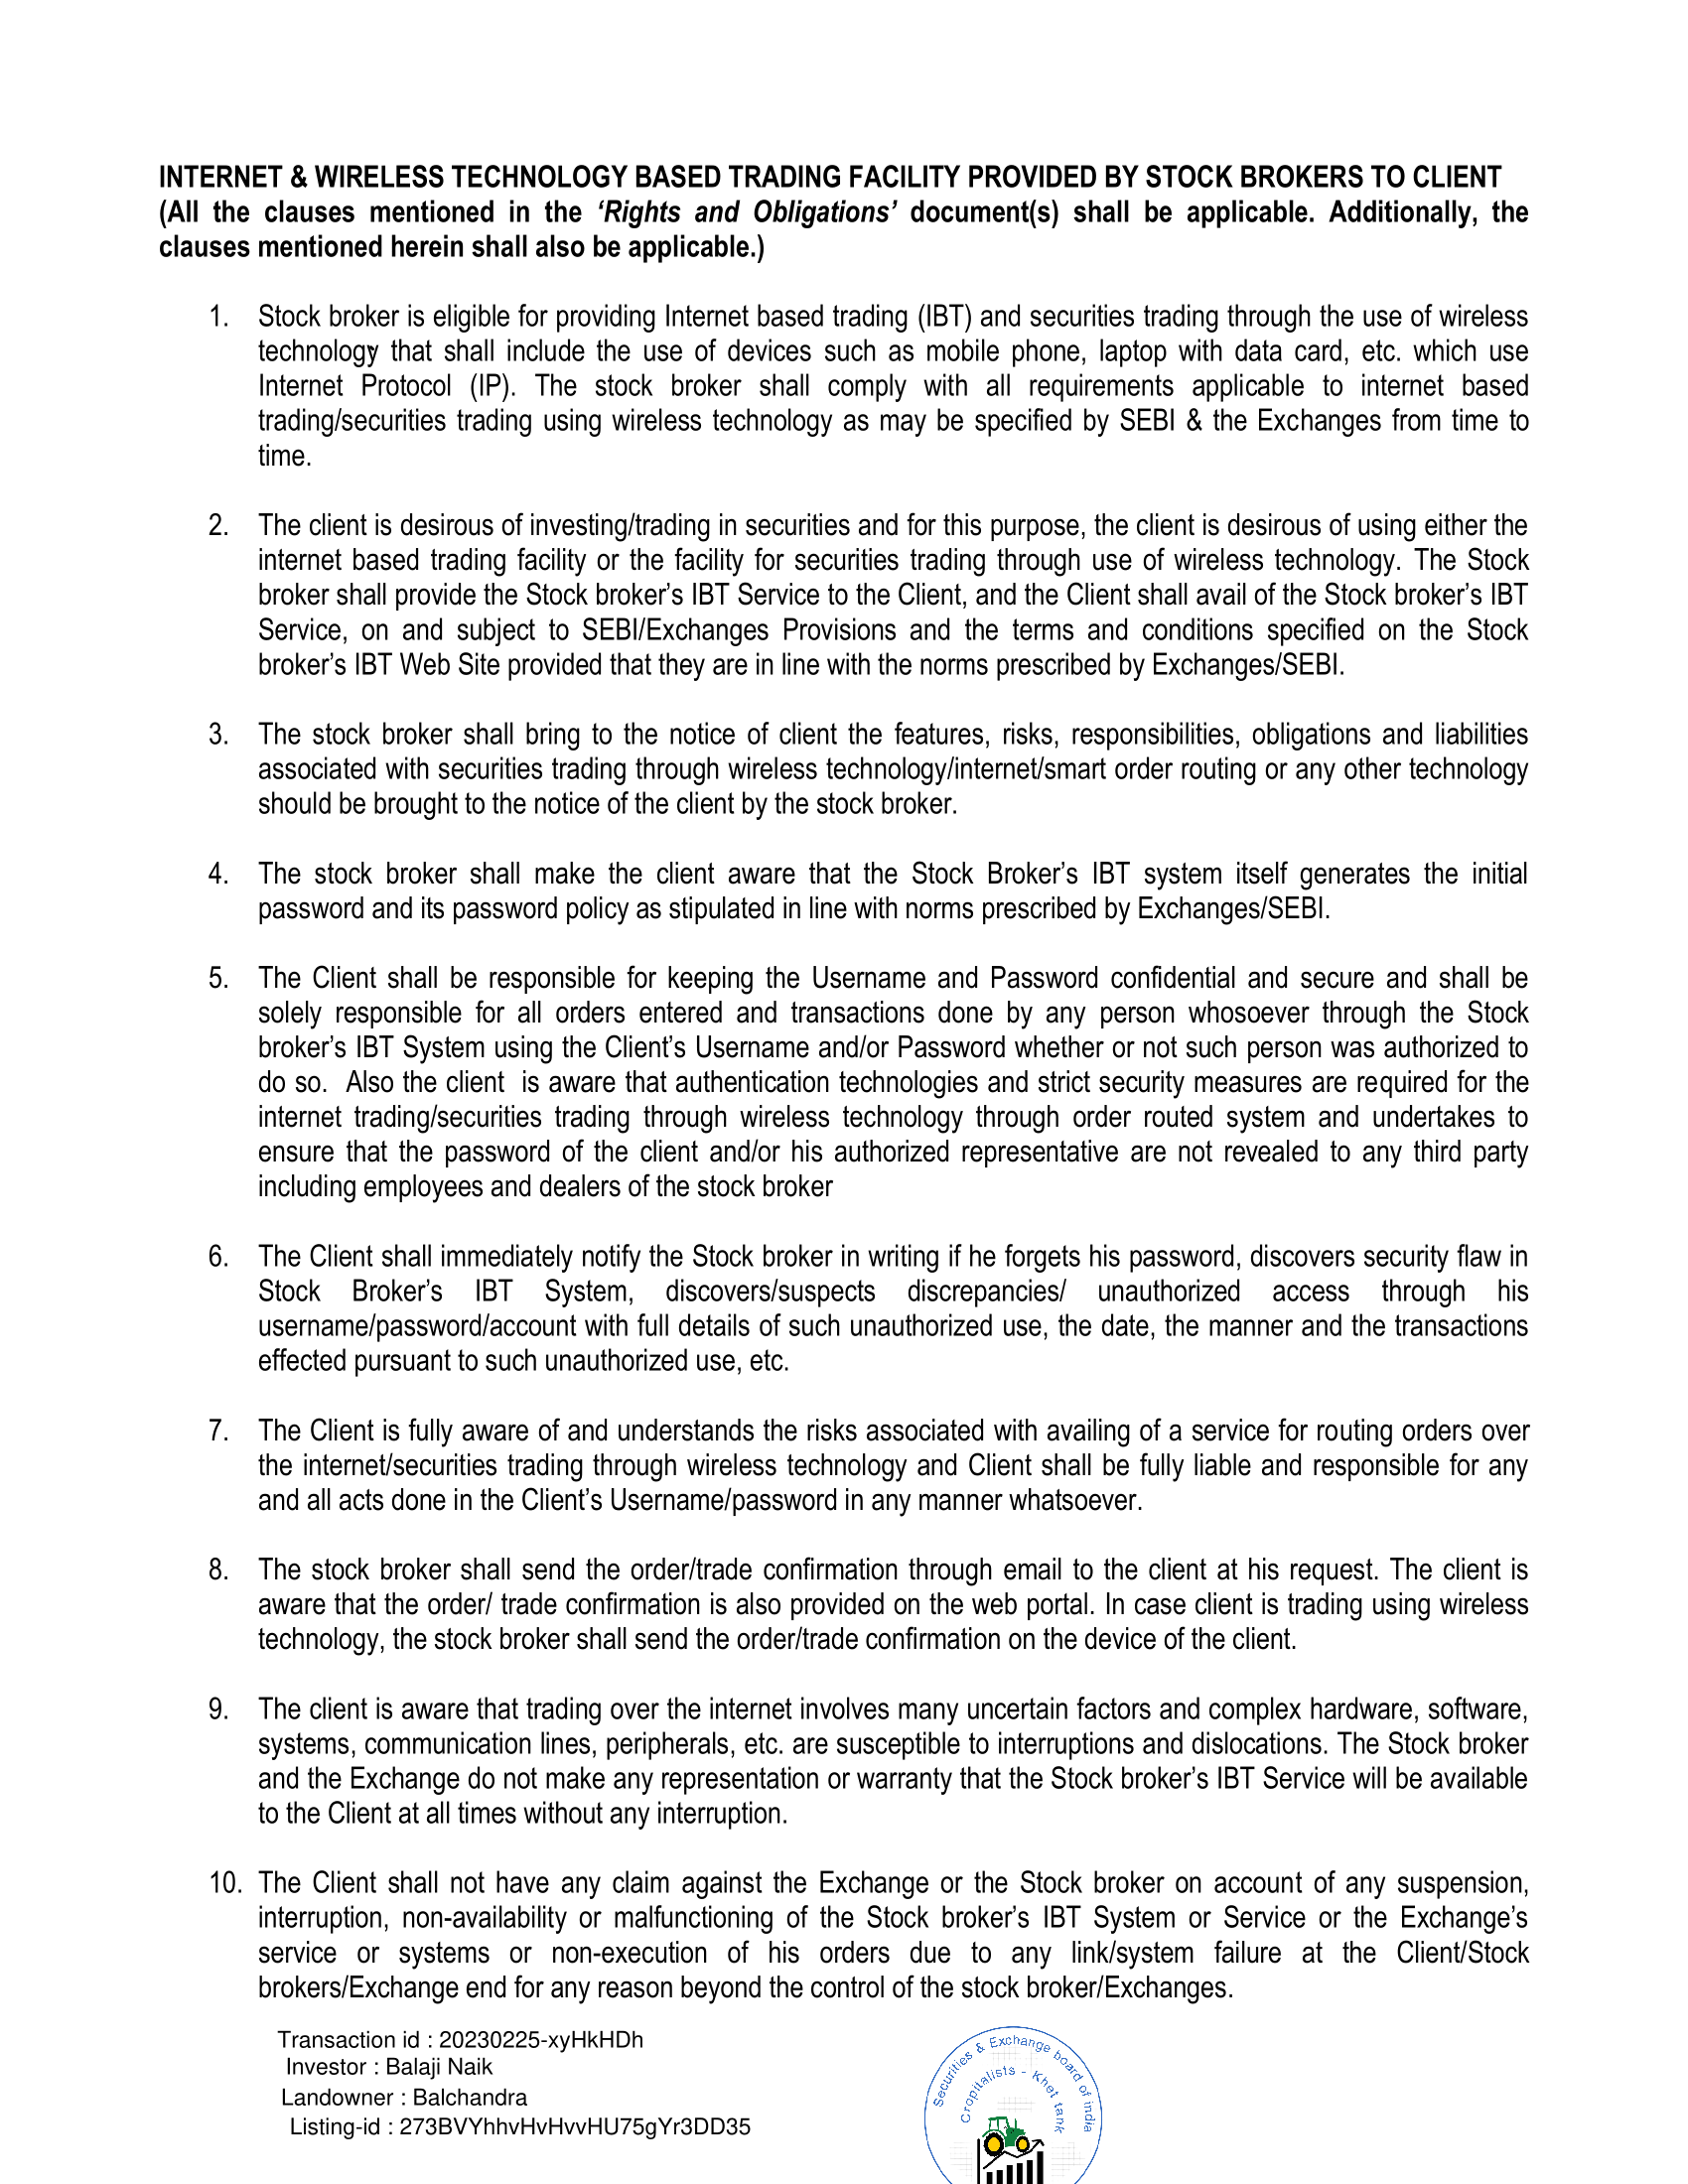 INTERNET & WIRELESS TECHNOLOGY BASED TRADING FACILITY PROVIDED BY STOCK BROKERS TO CLIENT
(All the clauses mentioned in the ‘Rights and Obligations’ document(s) shall be applicable. Additionally, the
clauses mentioned herein shall also be applicable.)
1. Stock broker is eligible for providing Internet based trading (IBT) and securities trading through the use of wireless
technology that shall include the use of devices such as mobile phone, laptop with data card, etc. which use
Internet Protocol (IP). The stock broker shall comply with all requirements applicable to internet based
trading/securities trading using wireless technology as may be specified by SEBI & the Exchanges from time to
time.
2. The client is desirous of investing/trading in securities and for this purpose, the client is desirous of using either the
internet based trading facility or the facility for securities trading through use of wireless technology. The Stock
broker shall provide the Stock broker’s IBT Service to the Client, and the Client shall avail of the Stock broker’s IBT
Service, on and subject to SEBI/Exchanges Provisions and the terms and conditions specified on the Stock
broker’s IBT Web Site provided that they are in line with the norms prescribed by Exchanges/SEBI.
3. The stock broker shall bring to the notice of client the features, risks, responsibilities, obligations and liabilities
associated with securities trading through wireless technology/internet/smart order routing or any other technology
should be brought to the notice of the client by the stock broker.
4. The stock broker shall make the client aware that the Stock Broker’s IBT system itself generates the initial
password and its password policy as stipulated in line with norms prescribed by Exchanges/SEBI.
5. The Client shall be responsible for keeping the Username and Password confidential and secure and shall be
solely responsible for all orders entered and transactions done by any person whosoever through the Stock
broker’s IBT System using the Client’s Username and/or Password whether or not such person was authorized to
do so. Also the client is aware that authentication technologies and strict security measures are required for the
internet trading/securities trading through wireless technology through order routed system and undertakes to
ensure that the password of the client and/or his authorized representative are not revealed to any third party
including employees and dealers of the stock broker
6. The Client shall immediately notify the Stock broker in writing if he forgets his password, discovers security flaw in
Stock Broker’s IBT System, discovers/suspects discrepancies/ unauthorized access through his
username/password/account with full details of such unauthorized use, the date, the manner and the transactions
effected pursuant to such unauthorized use, etc.
7. The Client is fully aware of and understands the risks associated with availing of a service for routing orders over
the internet/securities trading through wireless technology and Client shall be fully liable and responsible for any
and all acts done in the Client’s Username/password in any manner whatsoever.
8. The stock broker shall send the order/trade confirmation through email to the client at his request. The client is
aware that the order/ trade confirmation is also provided on the web portal. In case client is trading using wireless
technology, the stock broker shall send the order/trade confirmation on the device of the client.
9. The client is aware that trading over the internet involves many uncertain factors and complex hardware, software,
systems, communication lines, peripherals, etc. are susceptible to interruptions and dislocations. The Stock broker
and the Exchange do not make any representation or warranty that the Stock broker’s IBT Service will be available
to the Client at all times without any interruption.
10. The Client shall not have any claim against the Exchange or the Stock broker on account of any suspension,
interruption, non-availability or malfunctioning of the Stock broker’s IBT System or Service or the Exchange’s
service or systems or non-execution of his orders due to any link/system failure at the Client/Stock
brokers/Exchange end for any reason beyond the control of the stock broker/Exchanges.
Transaction id : 20230225-xyHkHDh
Investor : Balaji Naik
Landowner : Balchandra
Listing-id : 273BVYhhvHvHvvHU75gYr3DD35
Securities & Exchange board of india
Cropitalists - Khet tank